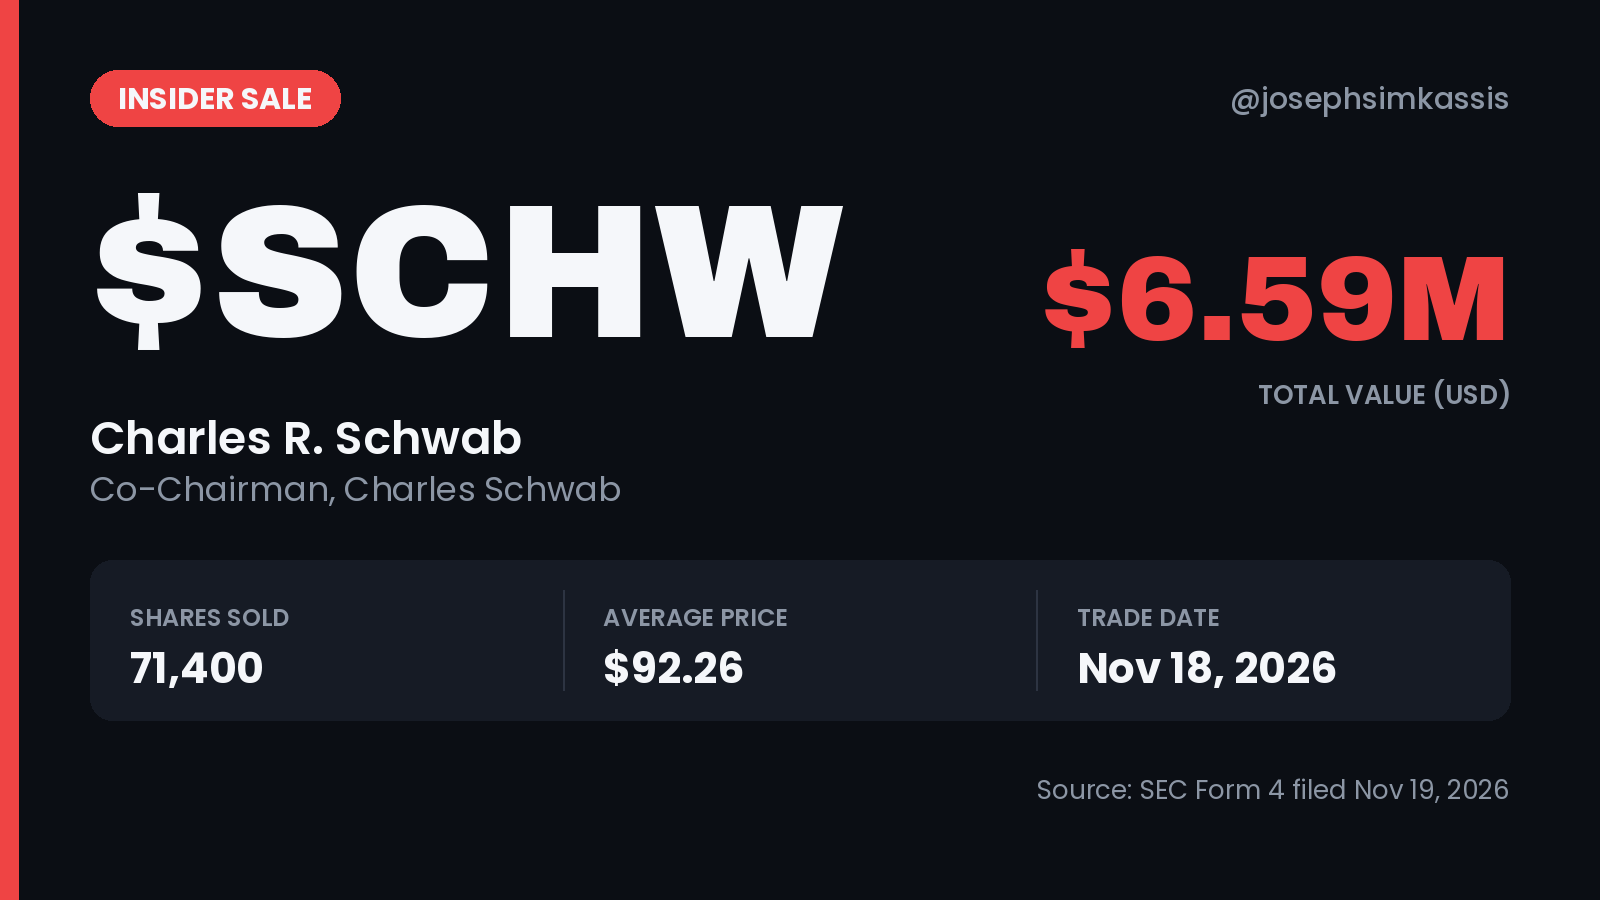 INSIDER SALE
@josephsimkassis
$SCHW
$6.59M
TOTAL VALUE (USD)
Charles R. Schwab
Co-Chairman, Charles Schwab
SHARES SOLD
71,400
AVERAGE PRICE
$92.26
TRADE DATE
Nov 18, 2026
Source: SEC Form 4 filed Nov 19, 2026